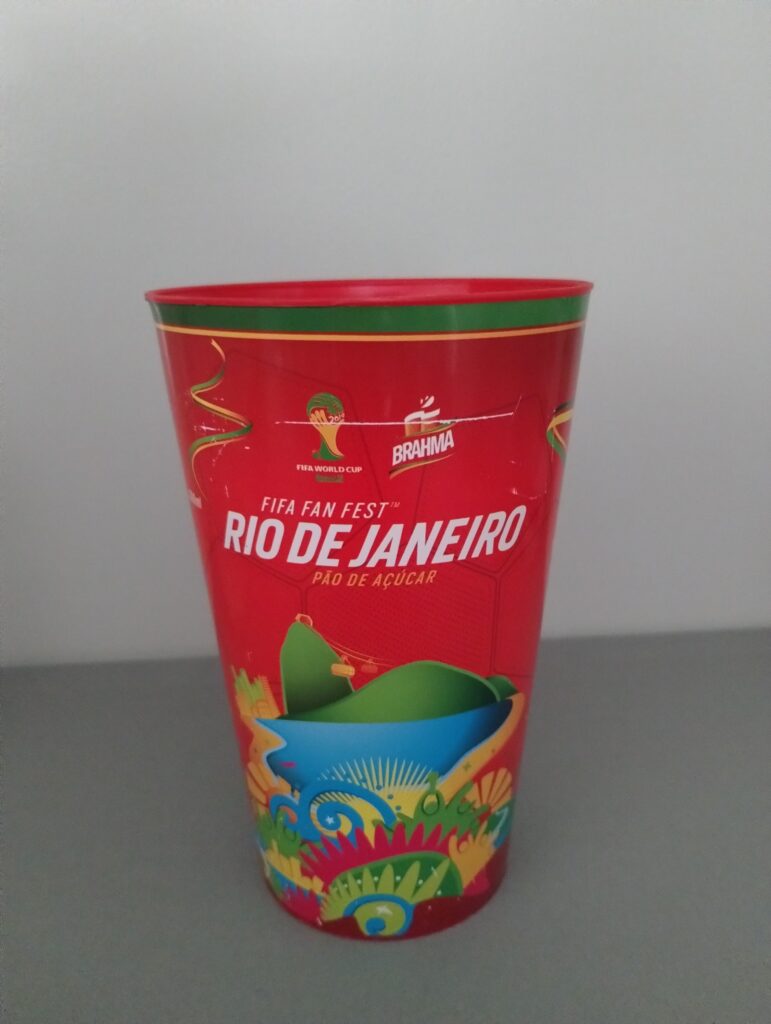 FIFA WORLD CUP
BRAHMA
FIFA FAN FEST™
RIO DE JANEIRO
PÃO DE AÇÚCAR